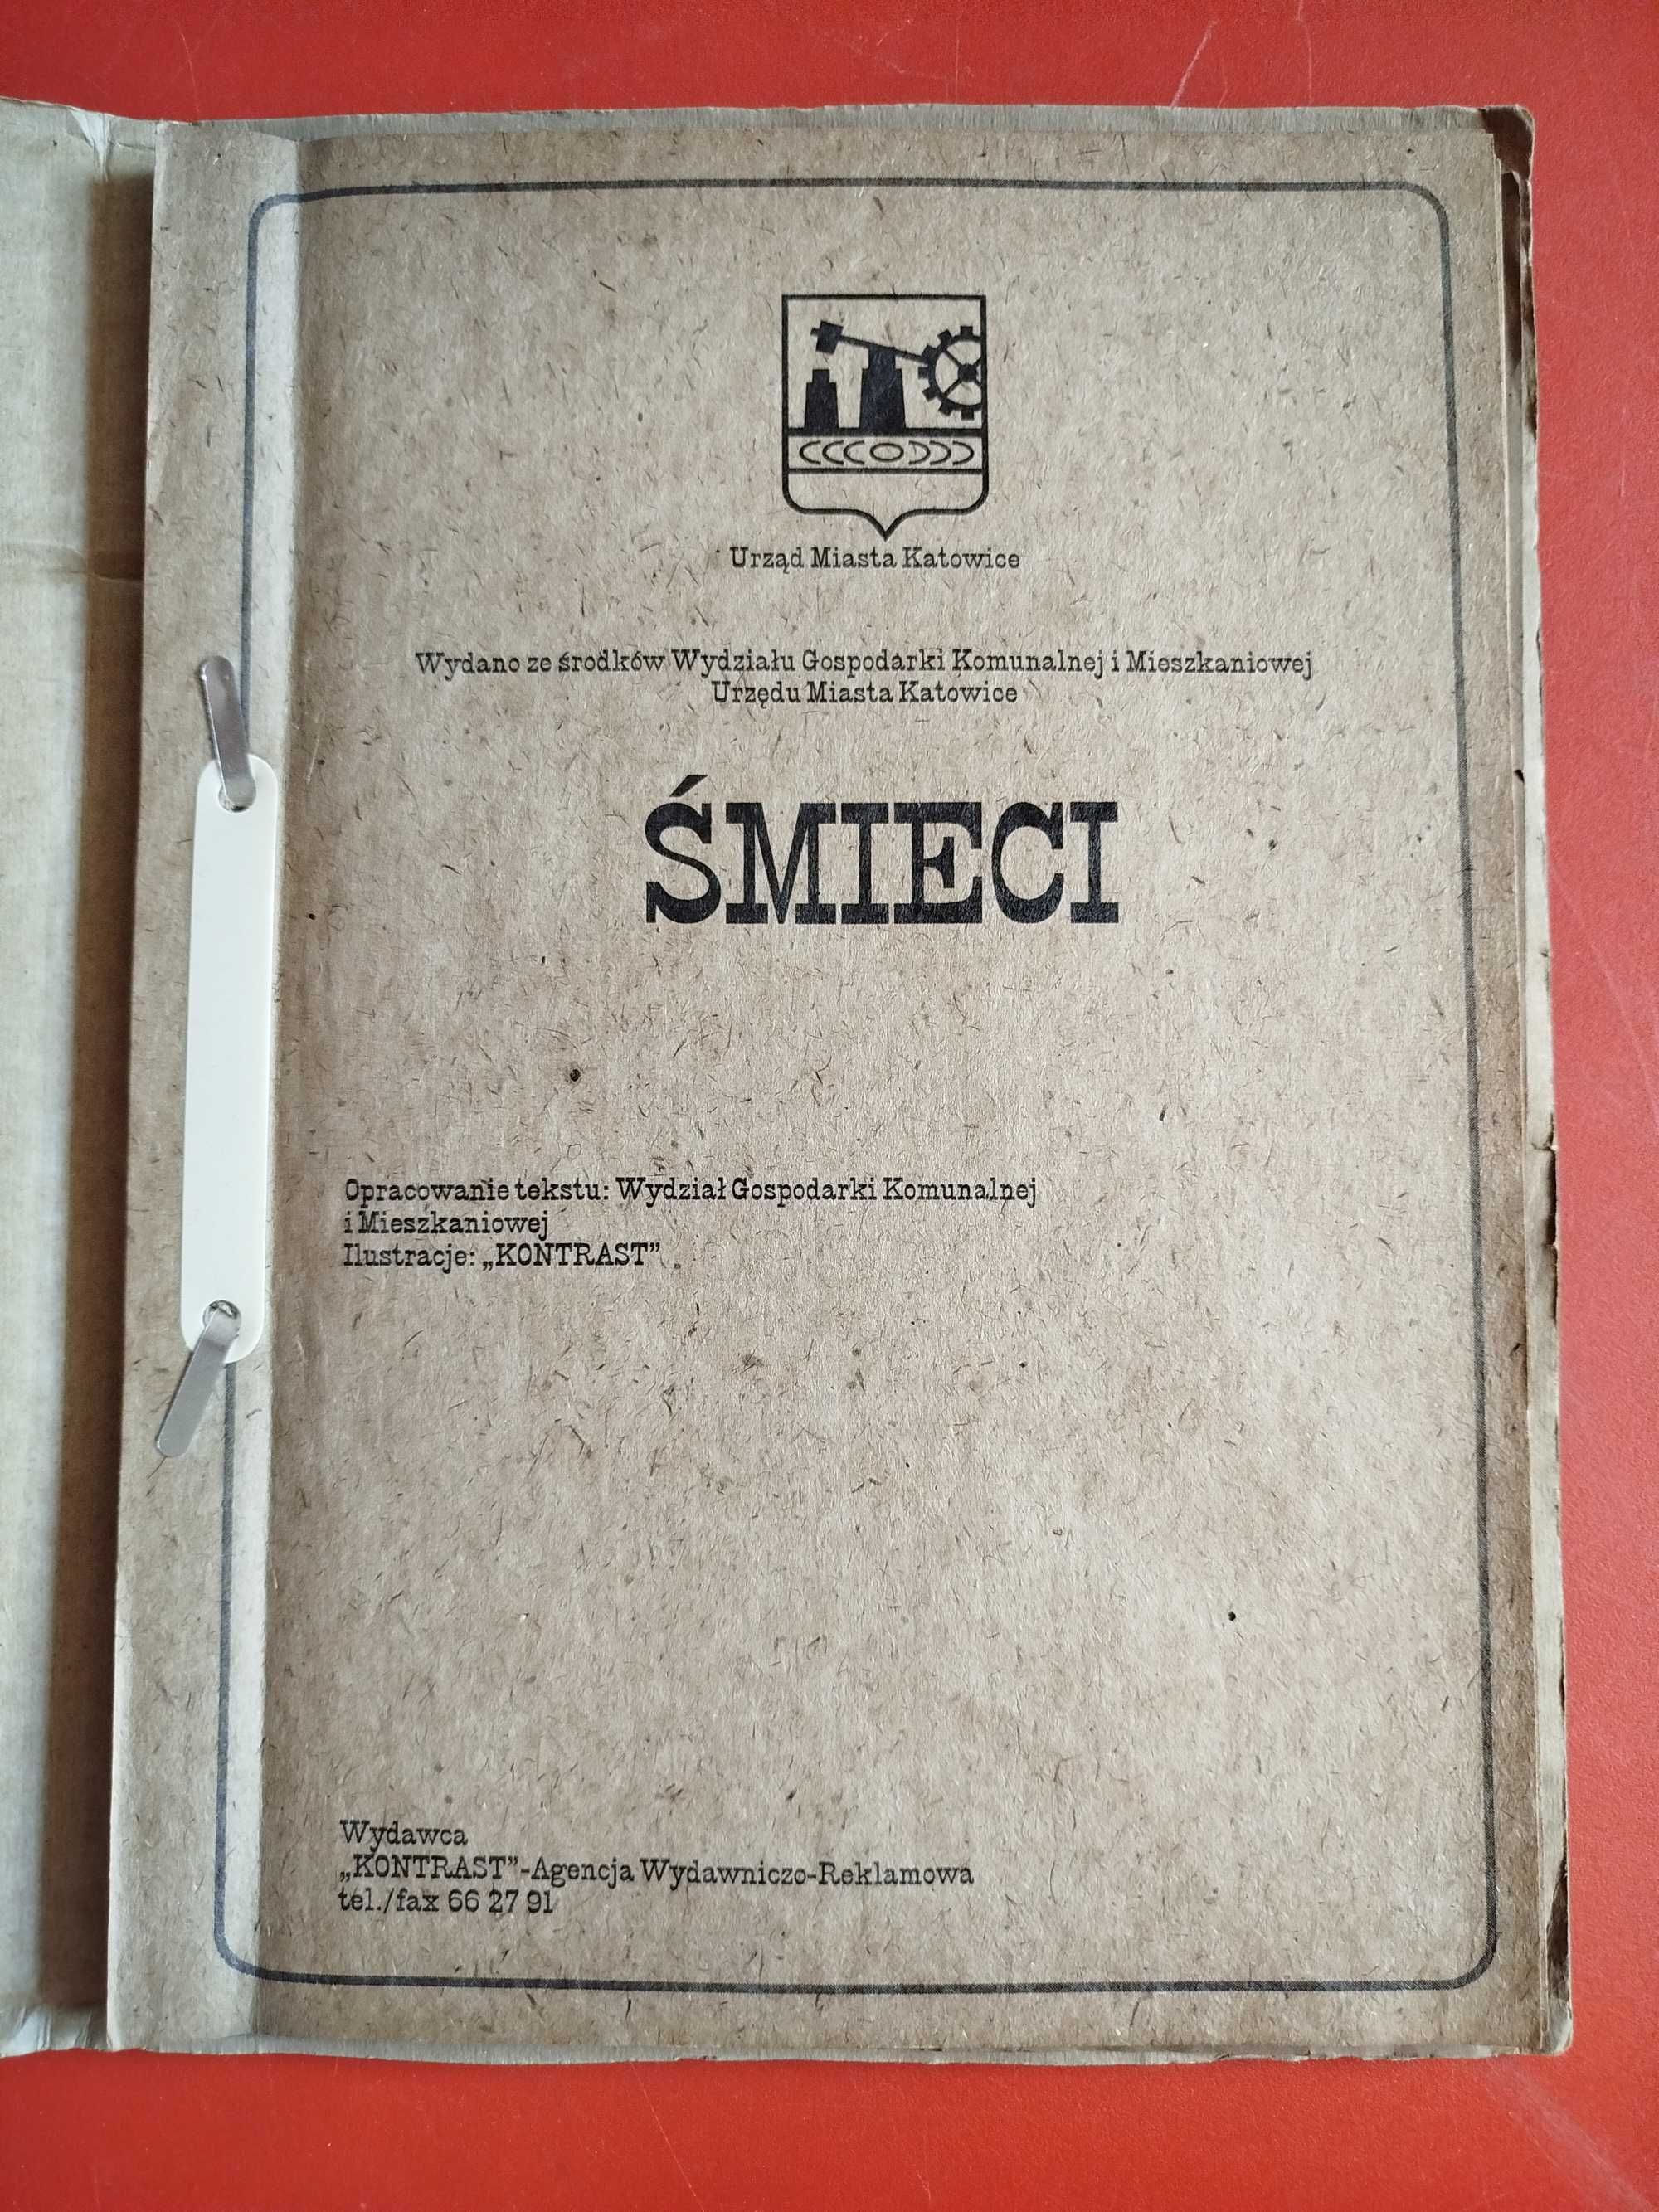 Urząd Miasta Katowice
Wydano ze środków Wydziału Gospodarki Komunalnej i Mieszkaniowej
Urzędu Miasta Katowice
ŚMIECI
Opracowanie tekstu: Wydział Gospodarki Komunalnej
i Mieszkaniowej
Ilustracje: „KONTRAST”
Wydawca
„KONTRAST”-Agencja Wydawniczo-Reklamowa
tel./fax 66 27 91